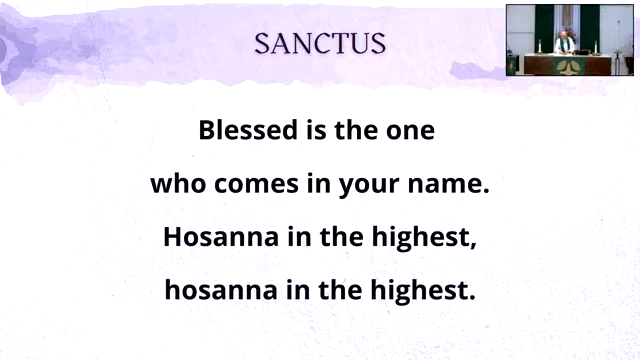 SANCTUS
Blessed is the one
who comes in your name.
Hosanna in the highest,
hosanna in the highest.